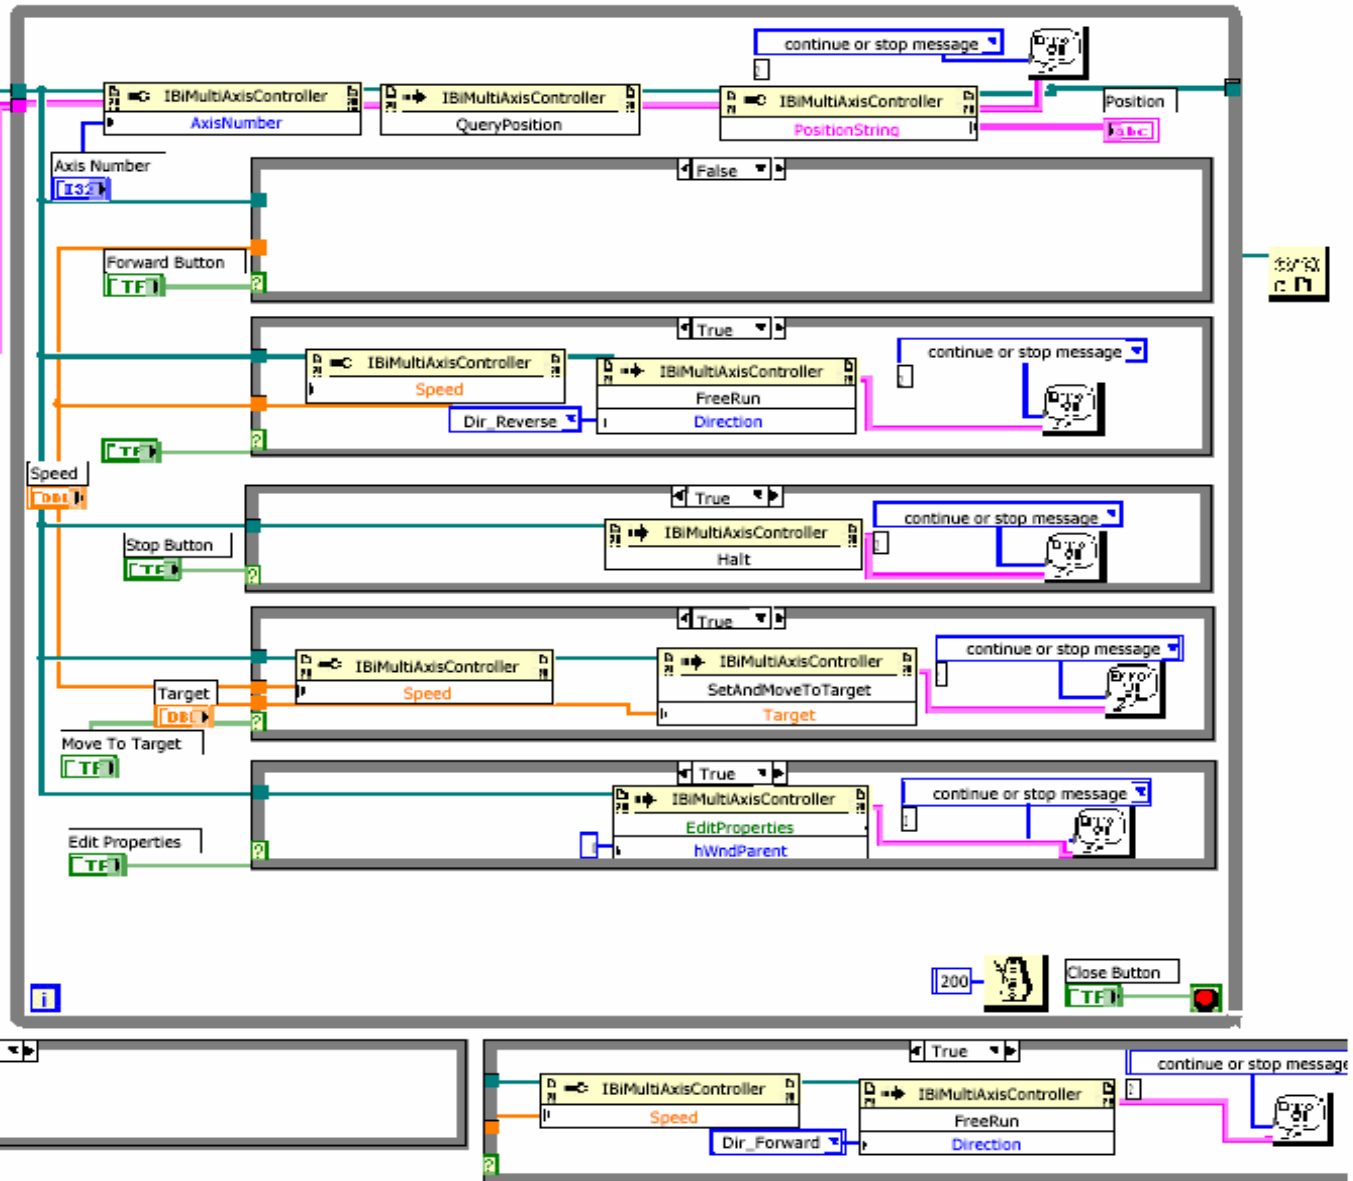 continue or stop message
IBiMultiAxisController
AxisNumber
IBiMultiAxisController
QueryPosition
IBiMultiAxisController
PositionString
Position
abc
Axis Number
I32
False
Forward Button
TF
True
IBiMultiAxisController
Speed
IBiMultiAxisController
FreeRun
Direction
Dir_Reverse
continue or stop message
TF
Speed
DBL
True
IBiMultiAxisController
Halt
continue or stop message
Stop Button
TF
True
IBiMultiAxisController
Speed
IBiMultiAxisController
SetAndMoveToTarget
Target
continue or stop message
Error
Target
DBL
Move To Target
TF
True
IBiMultiAxisController
EditProperties
hWndParent
continue or stop message
Edit Properties
TF
i
200
Close Button
TF
True
IBiMultiAxisController
Speed
IBiMultiAxisController
FreeRun
Direction
Dir_Forward
continue or stop message